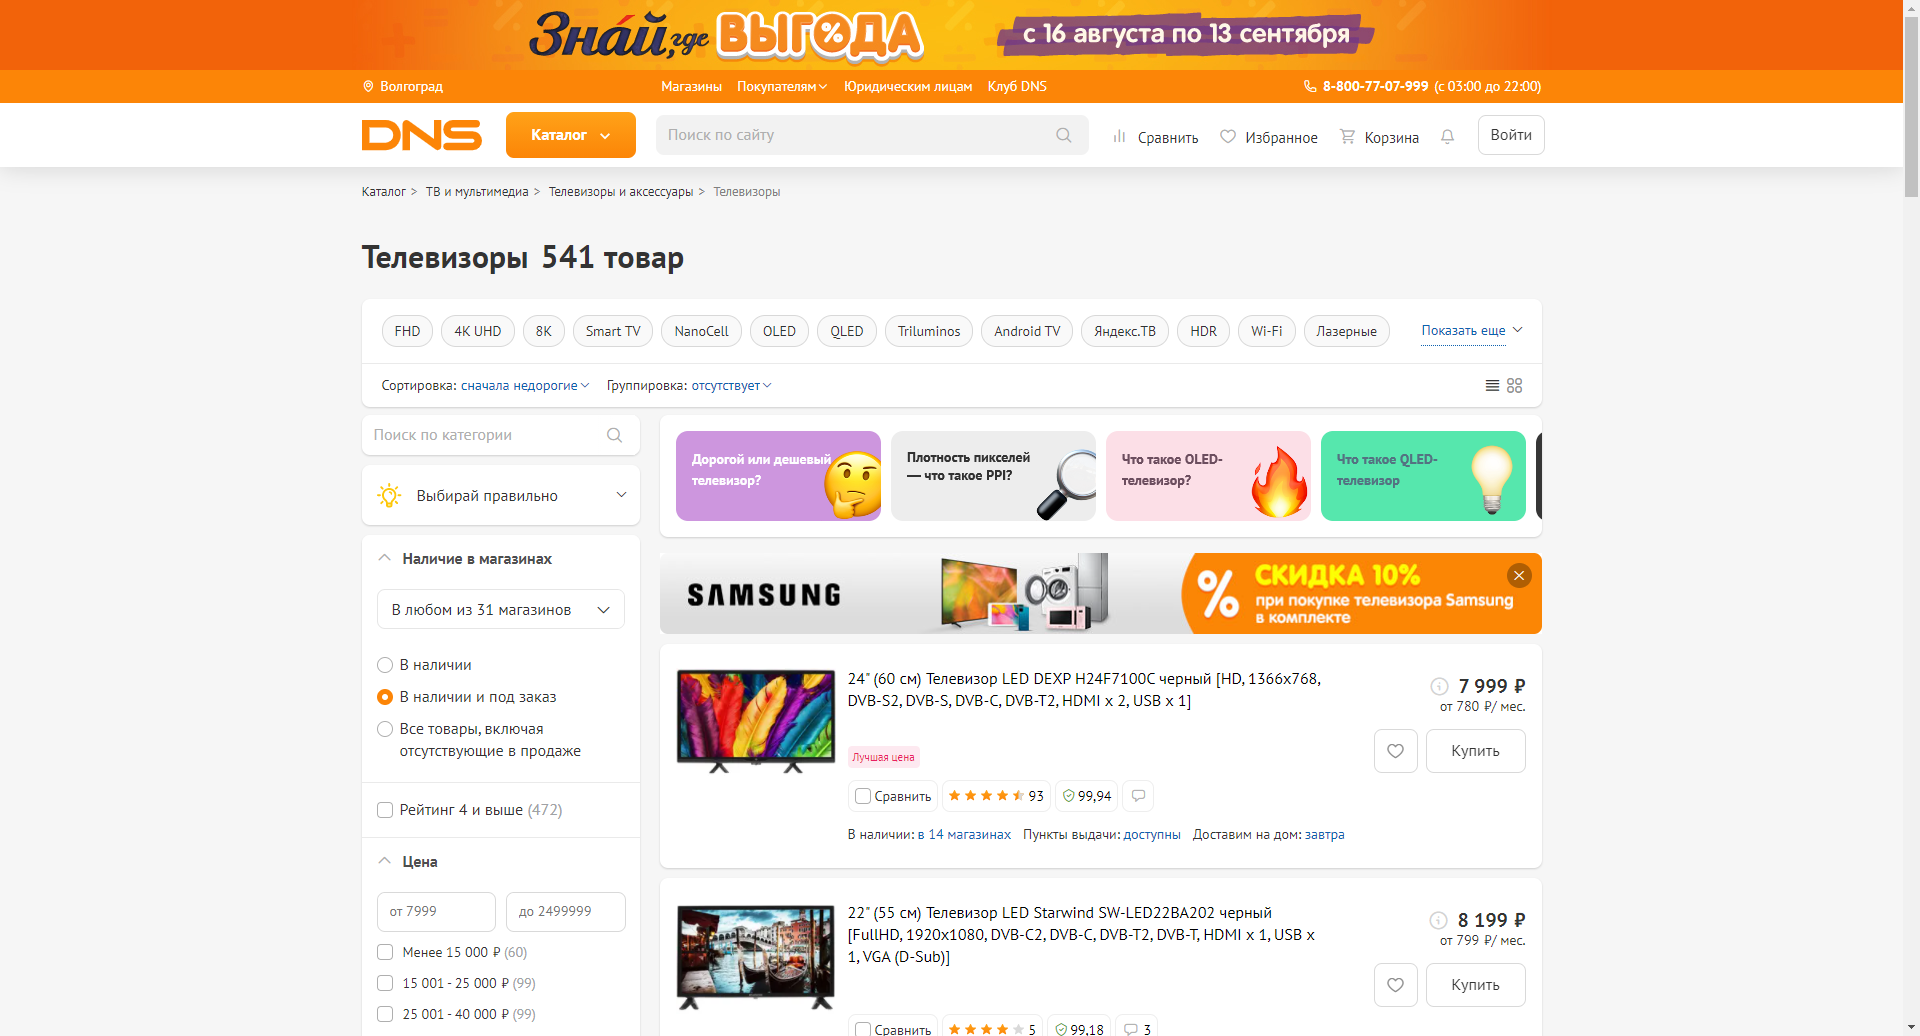 Знай, где ВЫГОДА
с 16 августа по 13 сентября
Волгоград
Магазины Покупателям Юридическим лицам Клуб DNS
8-800-77-07-999 (с 03:00 до 22:00)
DNS
Каталог
Поиск по сайту
Сравнить
Избранное
Корзина
Войти
Каталог > ТВ и мультимедиа > Телевизоры и аксессуары > Телевизоры
Телевизоры 541 товар
FHD 4K UHD 8K Smart TV NanoCell OLED QLED Triluminos Android TV Яндекс.ТВ HDR Wi-Fi Лазерные Показать еще
Сортировка: сначала недорогие Группировка: отсутствует
Поиск по категории
Выбирай правильно
Наличие в магазинах
В любом из 31 магазинов
В наличии
В наличии и под заказ
Все товары, включая
отсутствующие в продаже
Рейтинг 4 и выше (472)
Цена
от 7999
до 2499999
Менее 15 000 ₽ (60)
15 001 - 25 000 ₽ (99)
25 001 - 40 000 ₽ (99)
Дорогой или дешевый
телевизор?
Плотность пикселей
— что такое PPI?
Что такое OLED-
телевизор?
Что такое QLED-
телевизор
SAMSUNG
% СКИДКА 10%
при покупке телевизора Samsung
в комплекте
24" (60 см) Телевизор LED DEXP H24F7100C черный [HD, 1366x768,
DVB-S2, DVB-S, DVB-C, DVB-T2, HDMI x 2, USB x 1]
7 999 ₽
от 780 ₽/ мес.
Купить
Лучшая цена
Сравнить
93
99,94
В наличии: в 14 магазинах Пункты выдачи: доступны Доставим на дом: завтра
22" (55 см) Телевизор LED Starwind SW-LED22BA202 черный
[FullHD, 1920x1080, DVB-C2, DVB-C, DVB-T2, DVB-T, HDMI x 1, USB x
1, VGA (D-Sub)]
8 199 ₽
от 799 ₽/ мес.
Купить
Сравнить
5
99,18
3